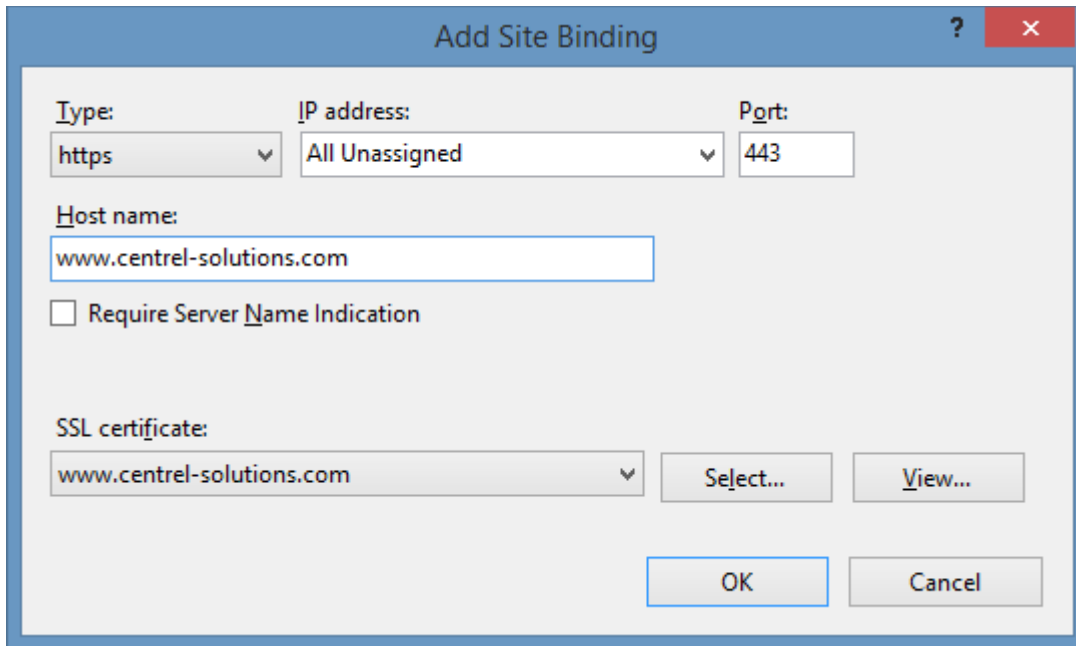 Add Site Binding
?
Type: IP address: Port:
https All Unassigned 443
Host name:
www.centrel-solutions.com
Require Server Name Indication
SSL certificate:
www.centrel-solutions.com Select... View...
OK Cancel